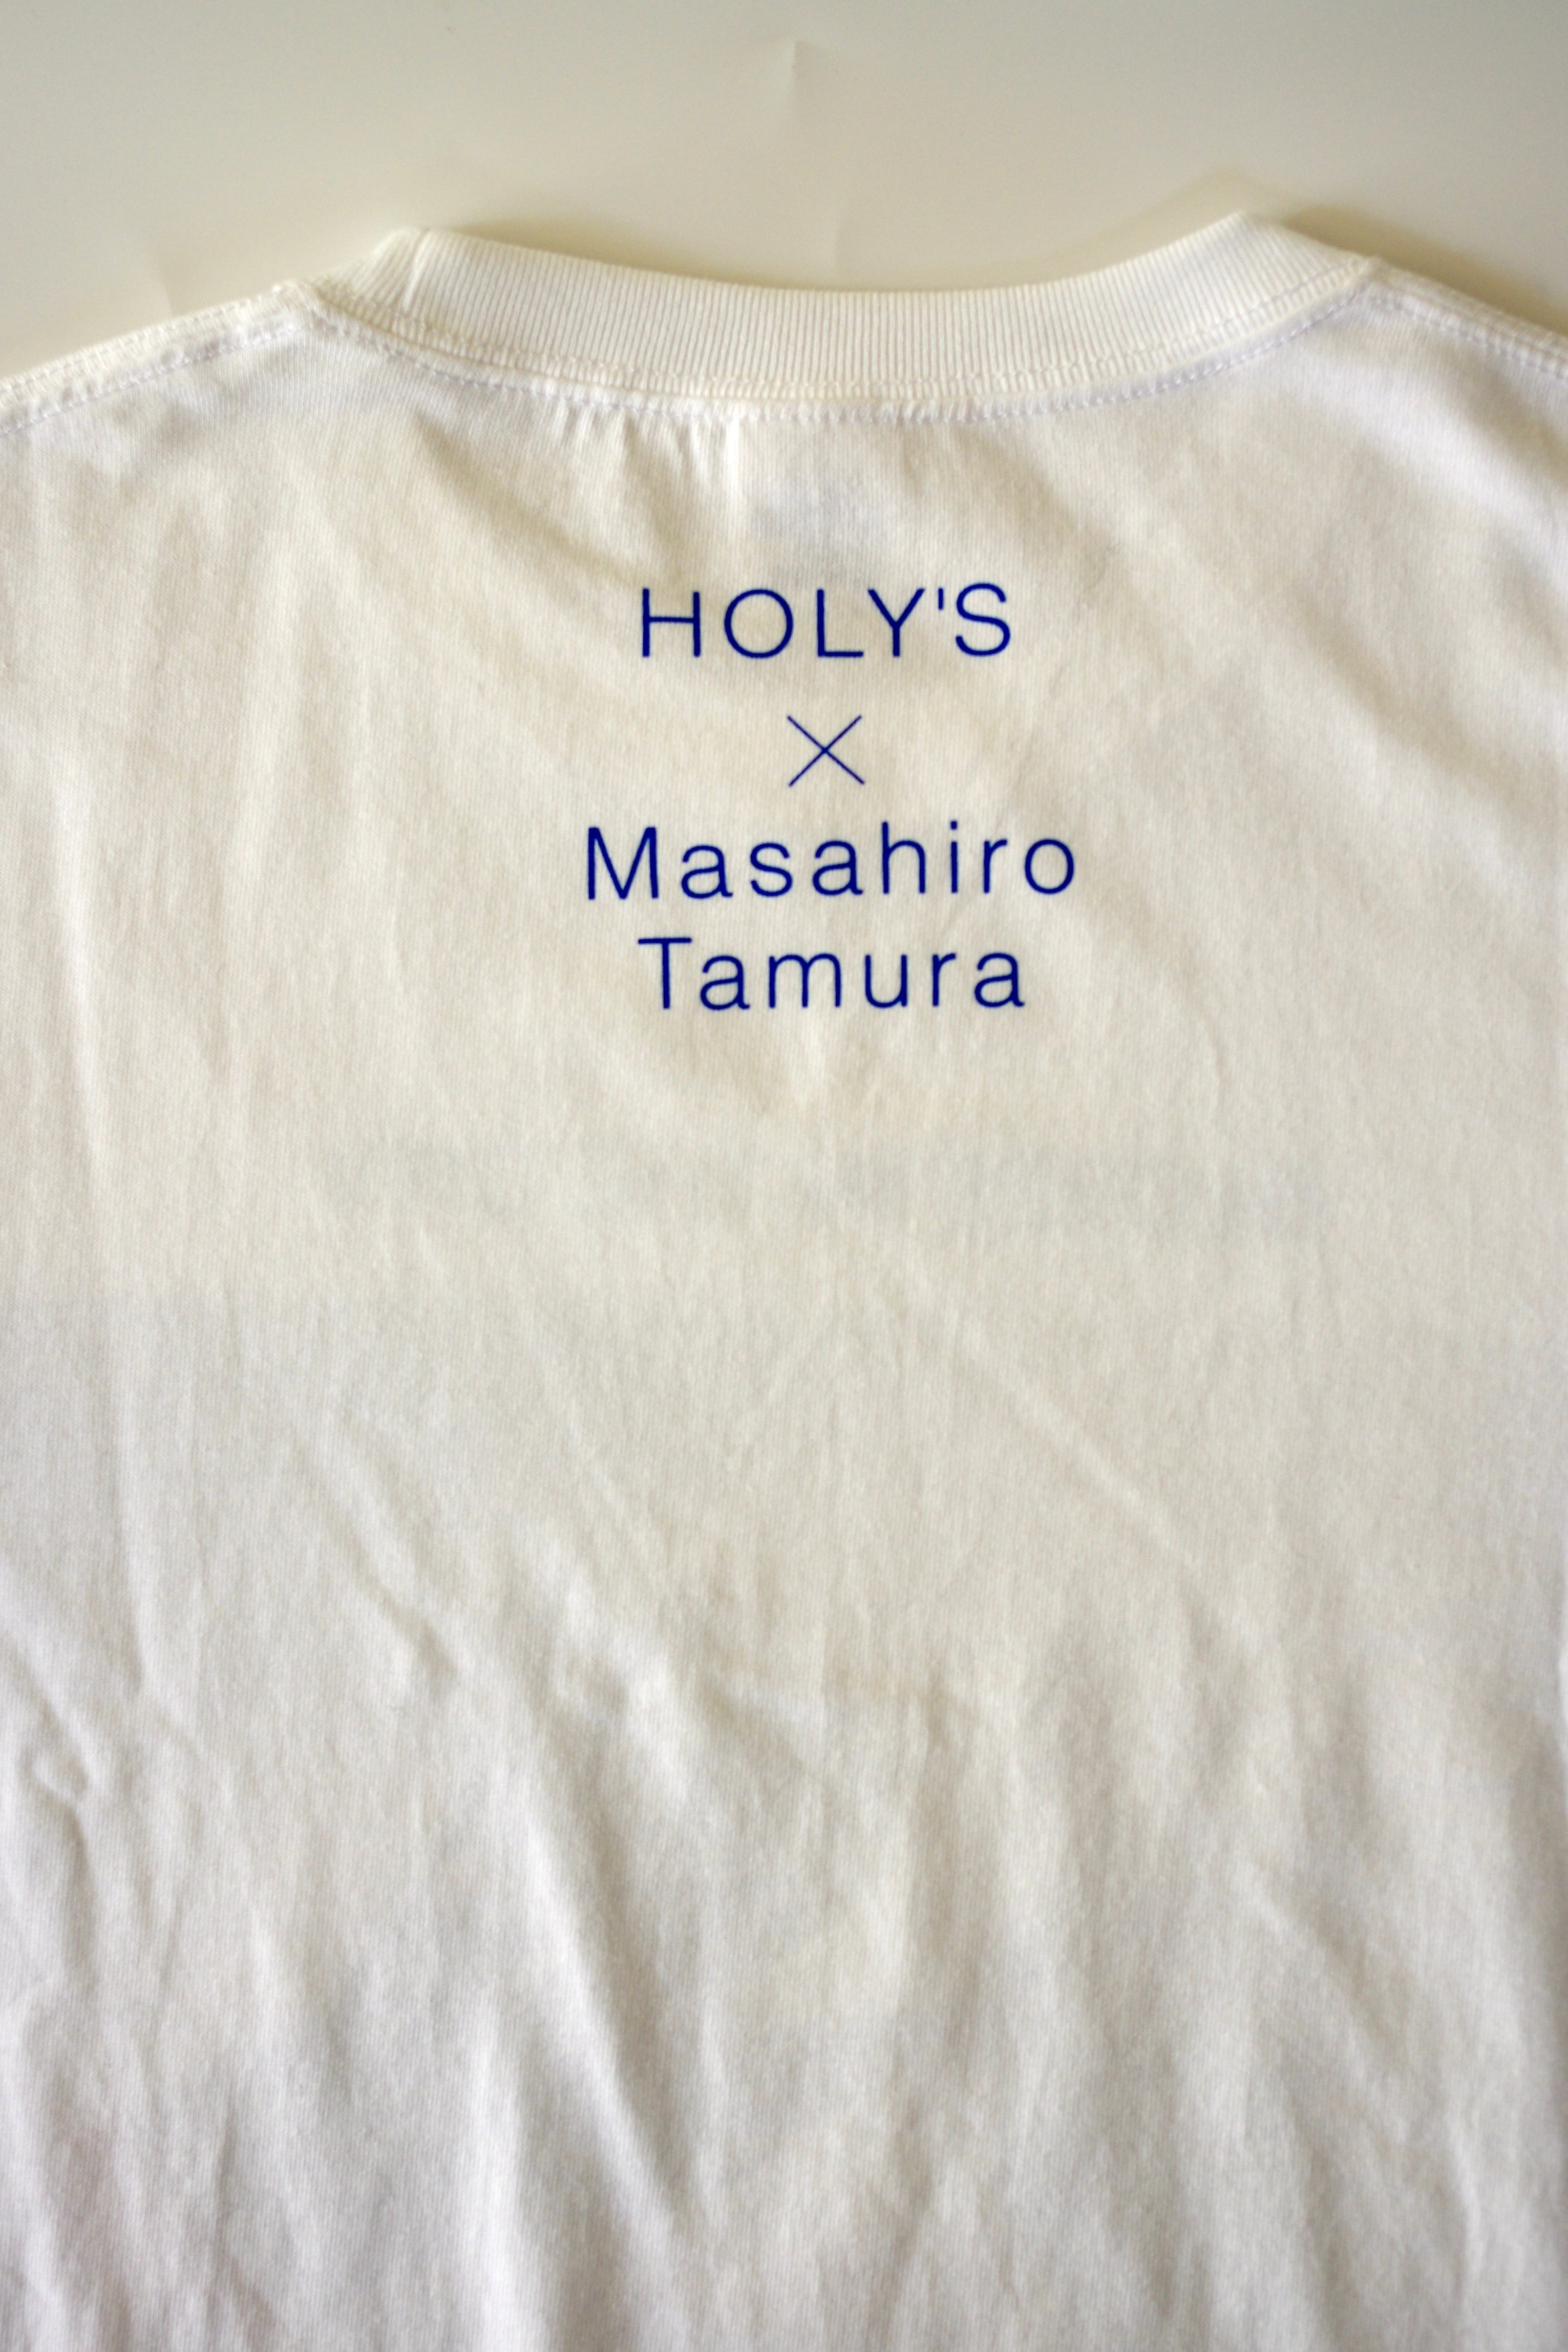 HOLY'S
×
Masahiro
Tamura